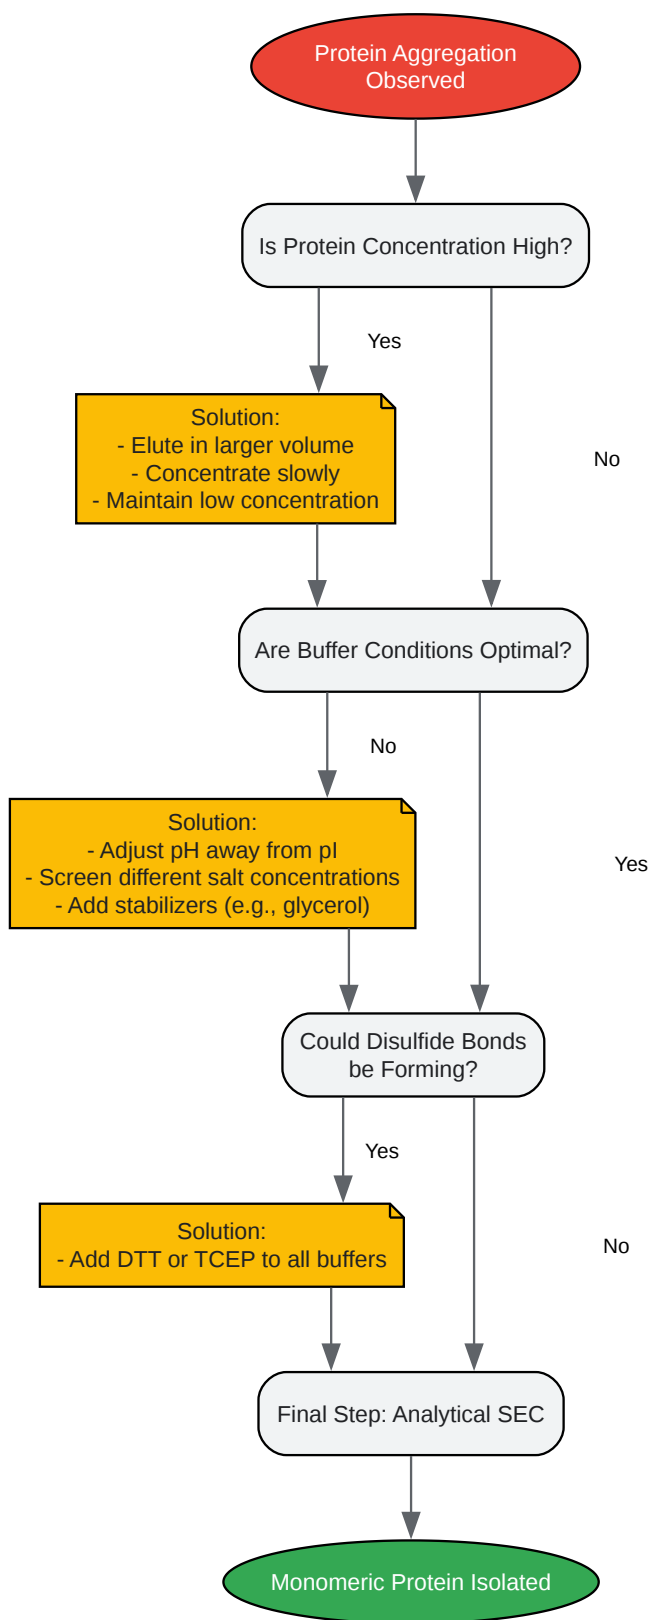 Protein Aggregation
Observed
Is Protein Concentration High?
Yes
Solution:
- Elute in larger volume
- Concentrate slowly
- Maintain low concentration
No
Are Buffer Conditions Optimal?
No
Solution:
- Adjust pH away from pI
- Screen different salt concentrations
- Add stabilizers (e.g., glycerol)
Yes
Could Disulfide Bonds
be Forming?
Yes
Solution:
- Add DTT or TCEP to all buffers
No
Final Step: Analytical SEC
Monomeric Protein Isolated